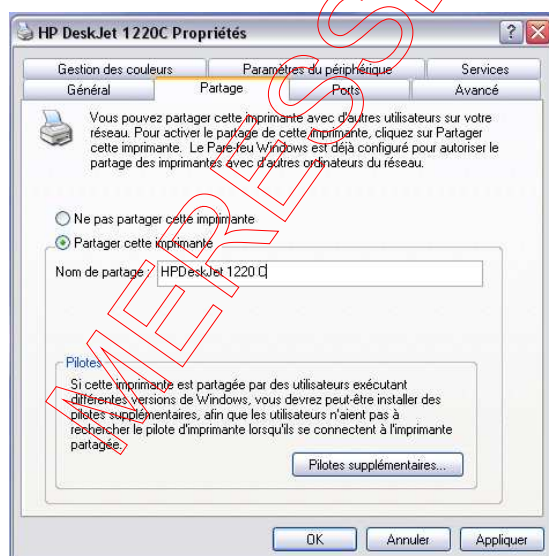 HP DeskJet 1220C Propriétés
Gestion des couleurs Paramètres du périphérique Services
Général Partage Ports Avancé
Vous pouvez partager cette imprimante avec d'autres utilisateurs sur votre
réseau. Pour activer le partage de cette imprimante, cliquez sur Partager
cette imprimante. Le Pare-feu Windows est déjà configuré pour autoriser le
partage des imprimantes avec d'autres ordinateurs du réseau.
Ne pas partager cette imprimante
Partager cette imprimante
Nom de partage : HPDeskJet 1220 C
Pilotes
Si cette imprimante est partagée par des utilisateurs exécutant
différentes versions de Windows, vous devrez peut-être installer des
pilotes supplémentaires, afin que les utilisateurs n'aient pas à
rechercher le pilote d'imprimante lorsqu'ils se connectent à l'imprimante
partagée.
Pilotes supplémentaires...
OK Annuler Appliquer